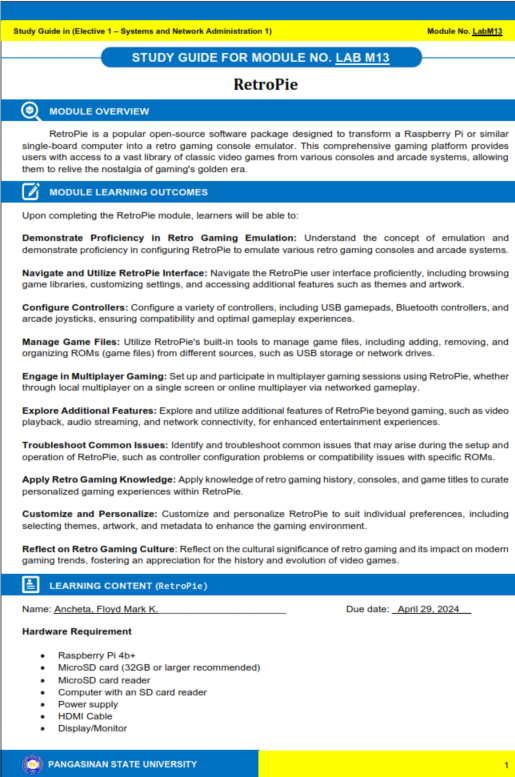 Study Guide in (Elective 1 – Systems and Network Administration 1) Module No. LabM13
STUDY GUIDE FOR MODULE NO. LAB M13
RetroPie
MODULE OVERVIEW
RetroPie is a popular open-source software package designed to transform a Raspberry Pi or similar
single-board computer into a retro gaming console emulator. This comprehensive gaming platform provides
users with access to a vast library of classic video games from various consoles and arcade systems, allowing
them to relive the nostalgia of gaming's golden era.
MODULE LEARNING OUTCOMES
Upon completing the RetroPie module, learners will be able to:
Demonstrate Proficiency in Retro Gaming Emulation: Understand the concept of emulation and
demonstrate proficiency in configuring RetroPie to emulate various retro gaming consoles and arcade systems.
Navigate and Utilize RetroPie Interface: Navigate the RetroPie user interface proficiently, including browsing
game libraries, customizing settings, and accessing additional features such as themes and artwork.
Configure Controllers: Configure a variety of controllers, including USB gamepads, Bluetooth controllers, and
arcade joysticks, ensuring compatibility and optimal gameplay experiences.
Manage Game Files: Utilize RetroPie's built-in tools to manage game files, including adding, removing, and
organizing ROMs (game files) from different sources, such as USB storage or network drives.
Engage in Multiplayer Gaming: Set up and participate in multiplayer gaming sessions using RetroPie, whether
through local multiplayer on a single screen or online multiplayer via networked gameplay.
Explore Additional Features: Explore and utilize additional features of RetroPie beyond gaming, such as video
playback, audio streaming, and network connectivity, for enhanced entertainment experiences.
Troubleshoot Common Issues: Identify and troubleshoot common issues that may arise during the setup and
operation of RetroPie, such as controller configuration problems or compatibility issues with specific ROMs.
Apply Retro Gaming Knowledge: Apply knowledge of retro gaming history, consoles, and game titles to curate
personalized gaming experiences within RetroPie.
Customize and Personalize: Customize and personalize RetroPie to suit individual preferences, including
selecting themes, artwork, and metadata to enhance the gaming environment.
Reflect on Retro Gaming Culture: Reflect on the cultural significance of retro gaming and its impact on modern
gaming trends, fostering an appreciation for the history and evolution of video games.
LEARNING CONTENT (RetroPie)
Name: Ancheta, Floyd Mark K. Due date: April 29, 2024
Hardware Requirement
• Raspberry Pi 4b+
• MicroSD card (32GB or larger recommended)
• MicroSD card reader
• Computer with an SD card reader
• Power supply
• HDMI Cable
• Display/Monitor
PANGASINAN STATE UNIVERSITY 1